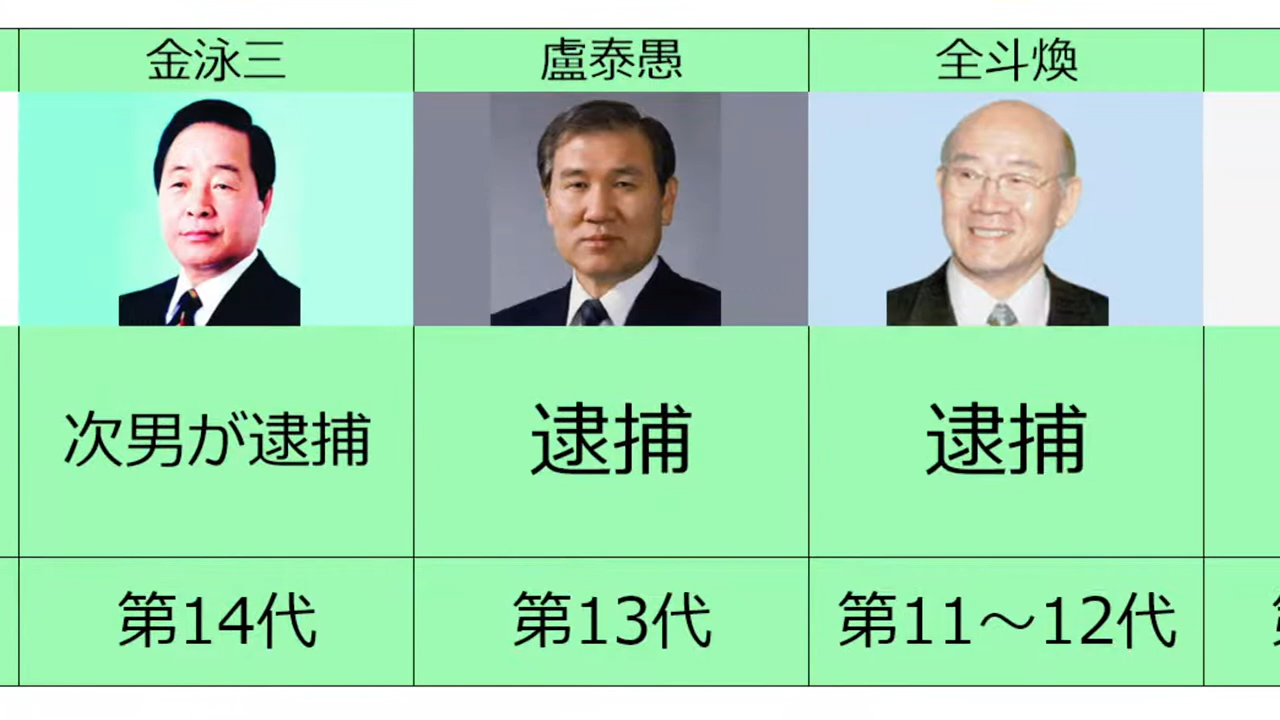 金泳三
盧泰愚
全斗煥
次男が逮捕
逮捕
逮捕
第14代
第13代
第11～12代